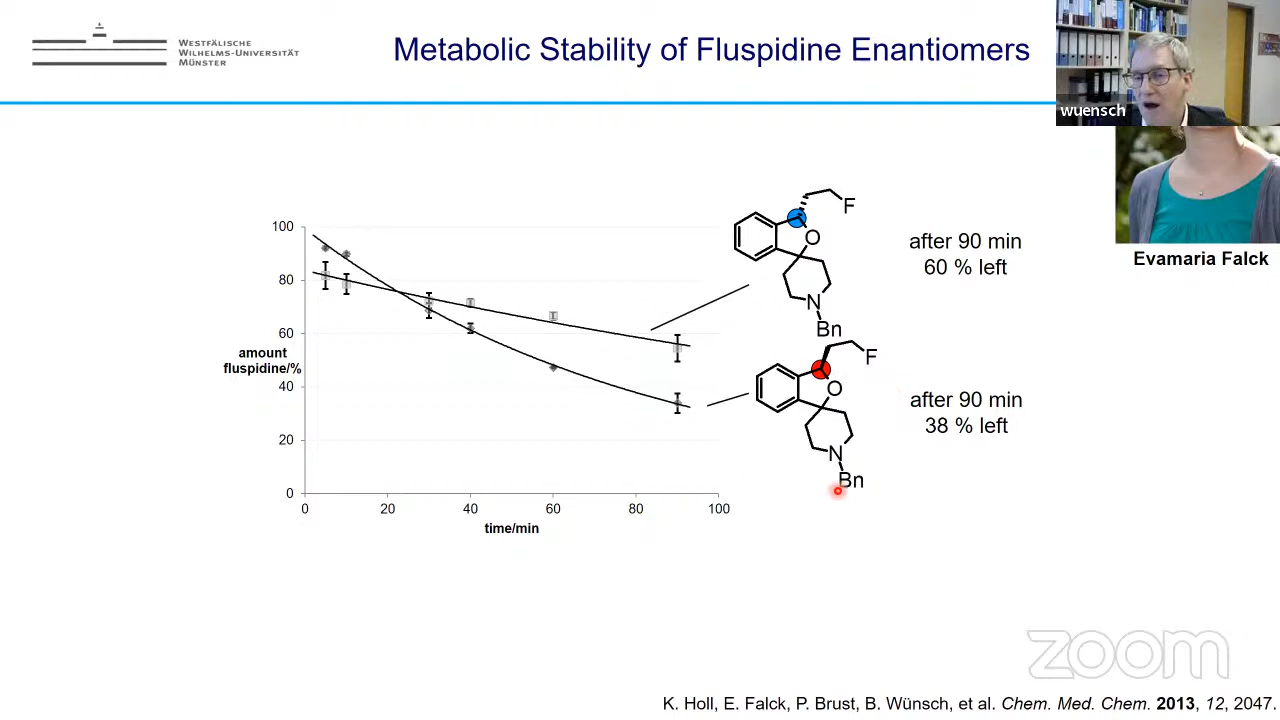 WESTFÄLISCHE
WILHELMS-UNIVERSITÄT
MÜNSTER
Metabolic Stability of Fluspidine Enantiomers
wuensch
Evamaria Falck
100
80
60
40
20
0
amount
fluspidine/%
0 20 40 60 80 100
time/min
F
O
N
Bn
after 90 min
60 % left
F
O
N
Bn
after 90 min
38 % left
zoom
K. Holl, E. Falck, P. Brust, B. Wünsch, et al. Chem. Med. Chem. 2013, 12, 2047.